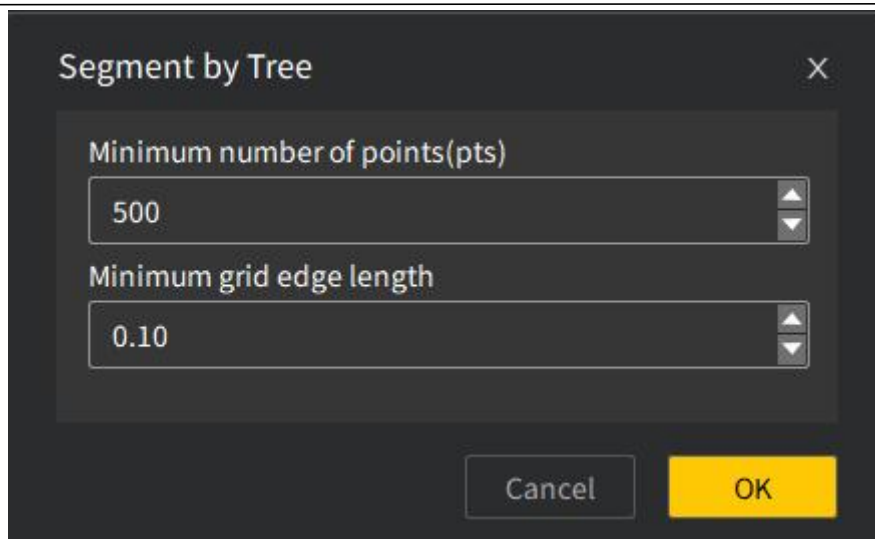 Segment by Tree X
Minimum number of points(pts)
500
Minimum grid edge length
0.10
Cancel OK